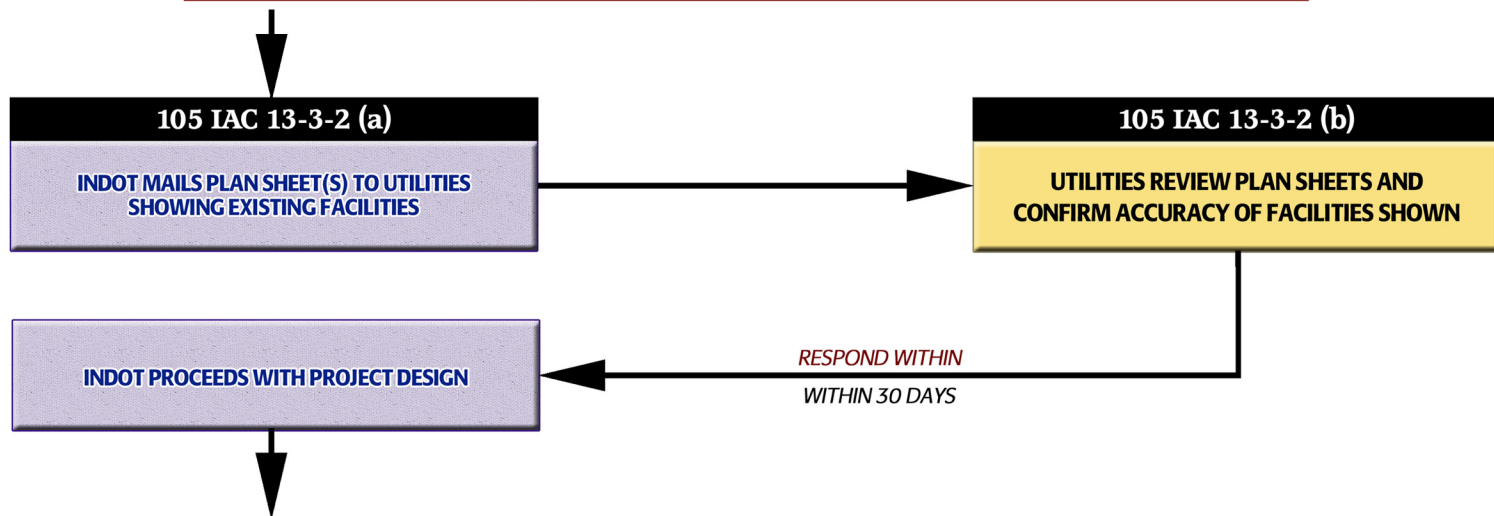 105 IAC 13-3-2 (a)
INDOT MAILS PLAN SHEET(S) TO UTILITIES
SHOWING EXISTING FACILITIES
105 IAC 13-3-2 (b)
UTILITIES REVIEW PLAN SHEETS AND
CONFIRM ACCURACY OF FACILITIES SHOWN
RESPOND WITHIN
WITHIN 30 DAYS
INDOT PROCEEDS WITH PROJECT DESIGN